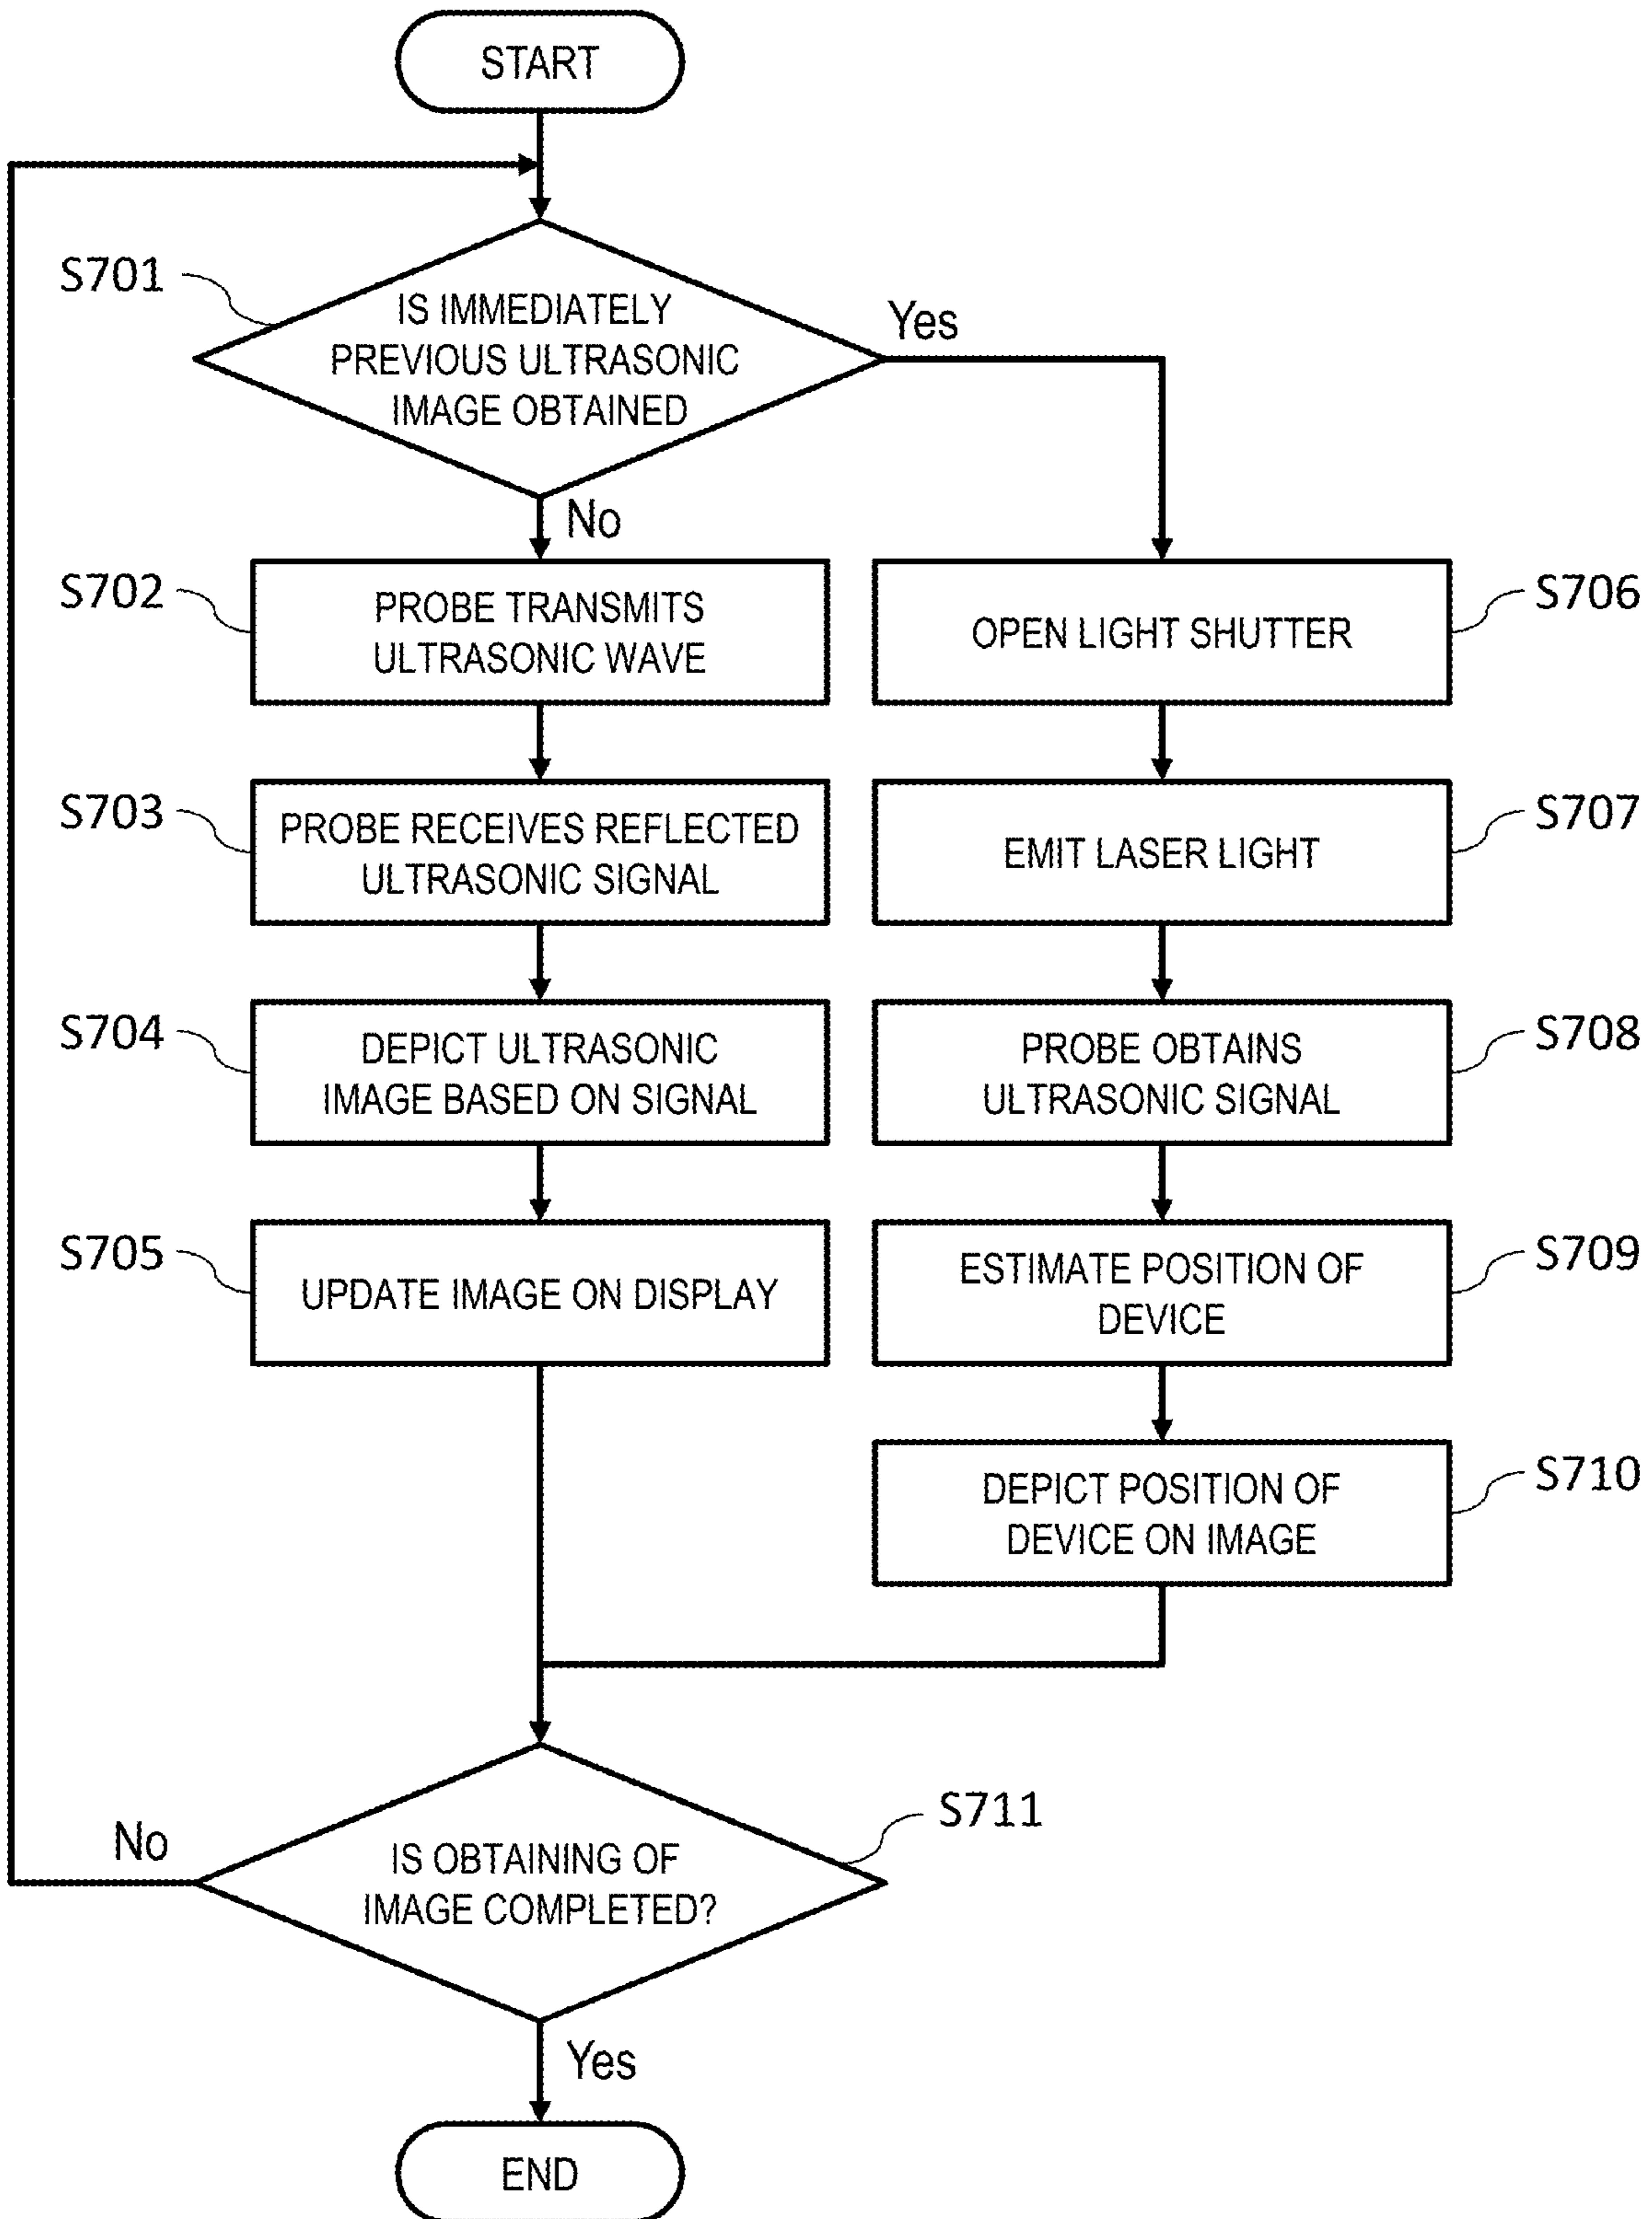 START
S701
IS IMMEDIATELY
PREVIOUS ULTRASONIC
IMAGE OBTAINED
Yes
No
S702
PROBE TRANSMITS
ULTRASONIC WAVE
S703
PROBE RECEIVES REFLECTED
ULTRASONIC SIGNAL
S704
DEPICT ULTRASONIC
IMAGE BASED ON SIGNAL
S705
UPDATE IMAGE ON DISPLAY
OPEN LIGHT SHUTTER
S706
EMIT LASER LIGHT
S707
PROBE OBTAINS
ULTRASONIC SIGNAL
S708
ESTIMATE POSITION OF
DEVICE
S709
DEPICT POSITION OF
DEVICE ON IMAGE
S710
S711
IS OBTAINING OF
IMAGE COMPLETED?
No
Yes
END